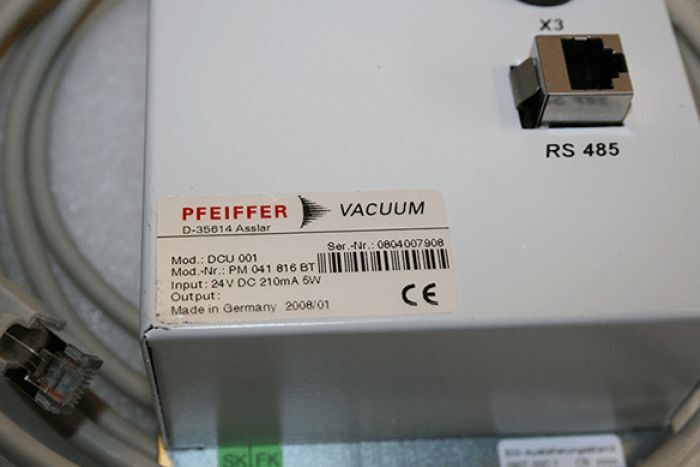 X3
RS 485
PFEIFFER VACUUM
D-35614 Asslar
Ser.-Nr.: 0804007908
Mod.: DCU 001
Mod.-Nr.: PM 041 816 BT
Input: 24V DC 210mA 5W
Output:
Made in Germany 2008/01
CE
SK FK